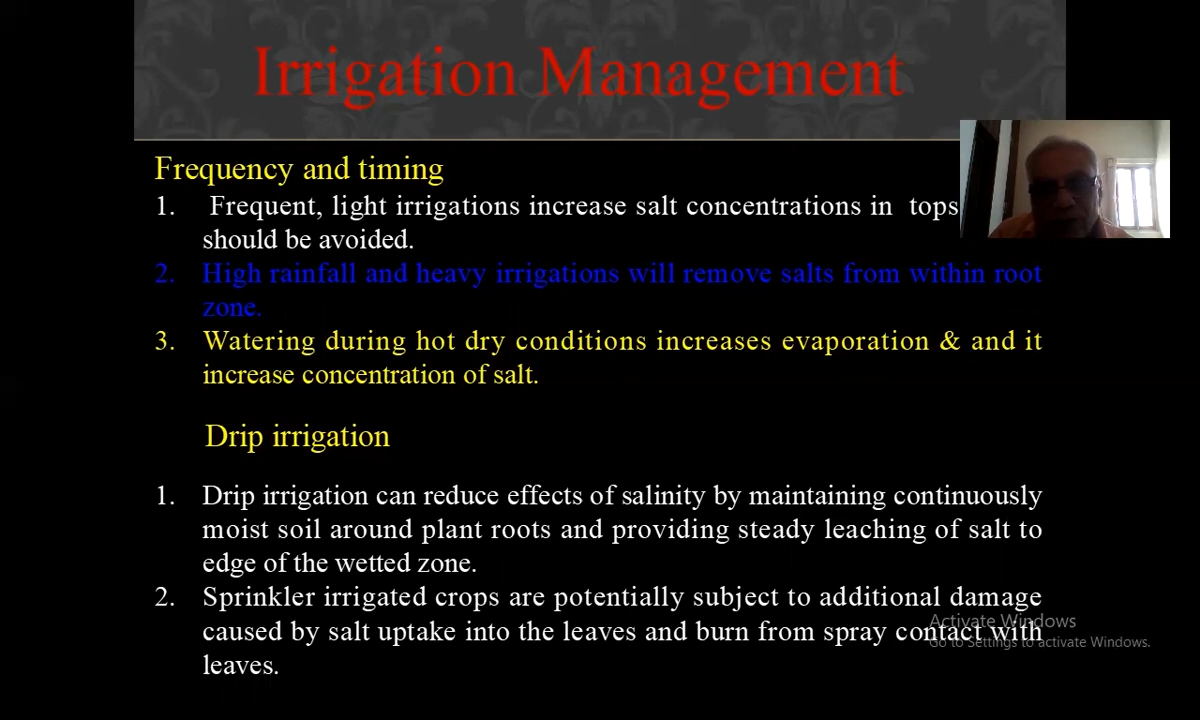 Irrigation Management
Frequency and timing
1. Frequent, light irrigations increase salt concentrations in tops
should be avoided.
2. High rainfall and heavy irrigations will remove salts from within root
zone.
3. Watering during hot dry conditions increases evaporation & and it
increase concentration of salt.
Drip irrigation
1. Drip irrigation can reduce effects of salinity by maintaining continuously
moist soil around plant roots and providing steady leaching of salt to
edge of the wetted zone.
2. Sprinkler irrigated crops are potentially subject to additional damage
caused by salt uptake into the leaves and burn from spray contact with
leaves.
Activate Windows
Go to Settings to activate Windows.